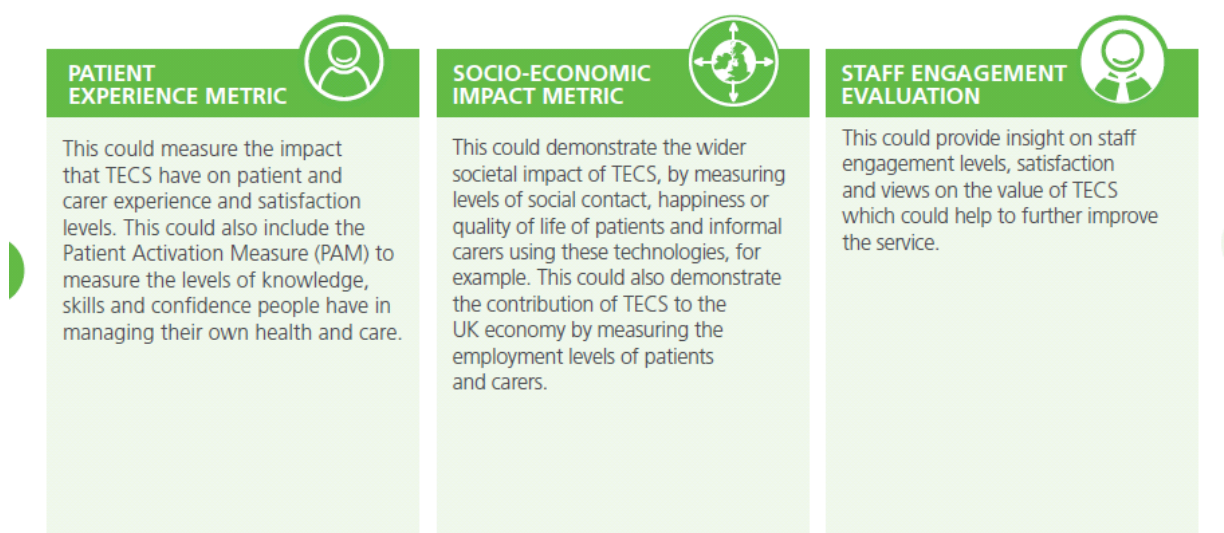 PATIENT
EXPERIENCE METRIC
This could measure the impact
that TECS have on patient and
carer experience and satisfaction
levels. This could also include the
Patient Activation Measure (PAM) to
measure the levels of knowledge,
skills and confidence people have in
managing their own health and care.
SOCIO-ECONOMIC
IMPACT METRIC
This could demonstrate the wider
societal impact of TECS, by measuring
levels of social contact, happiness or
quality of life of patients and informal
carers using these technologies, for
example. This could also demonstrate
the contribution of TECS to the
UK economy by measuring the
employment levels of patients
and carers.
STAFF ENGAGEMENT
EVALUATION
This could provide insight on staff
engagement levels, satisfaction
and views on the value of TECS
which could help to further improve
the service.